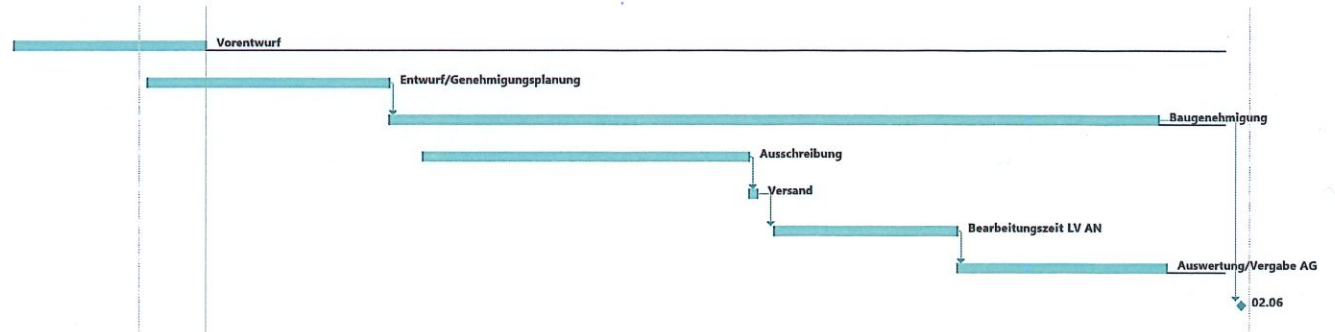 Vorentwurf
Entwurf/Genehmigungsplanung
Baugenehmigung
Ausschreibung
Versand
Bearbeitungszeit LV AN
Auswertung/Vergabe AG
02.06